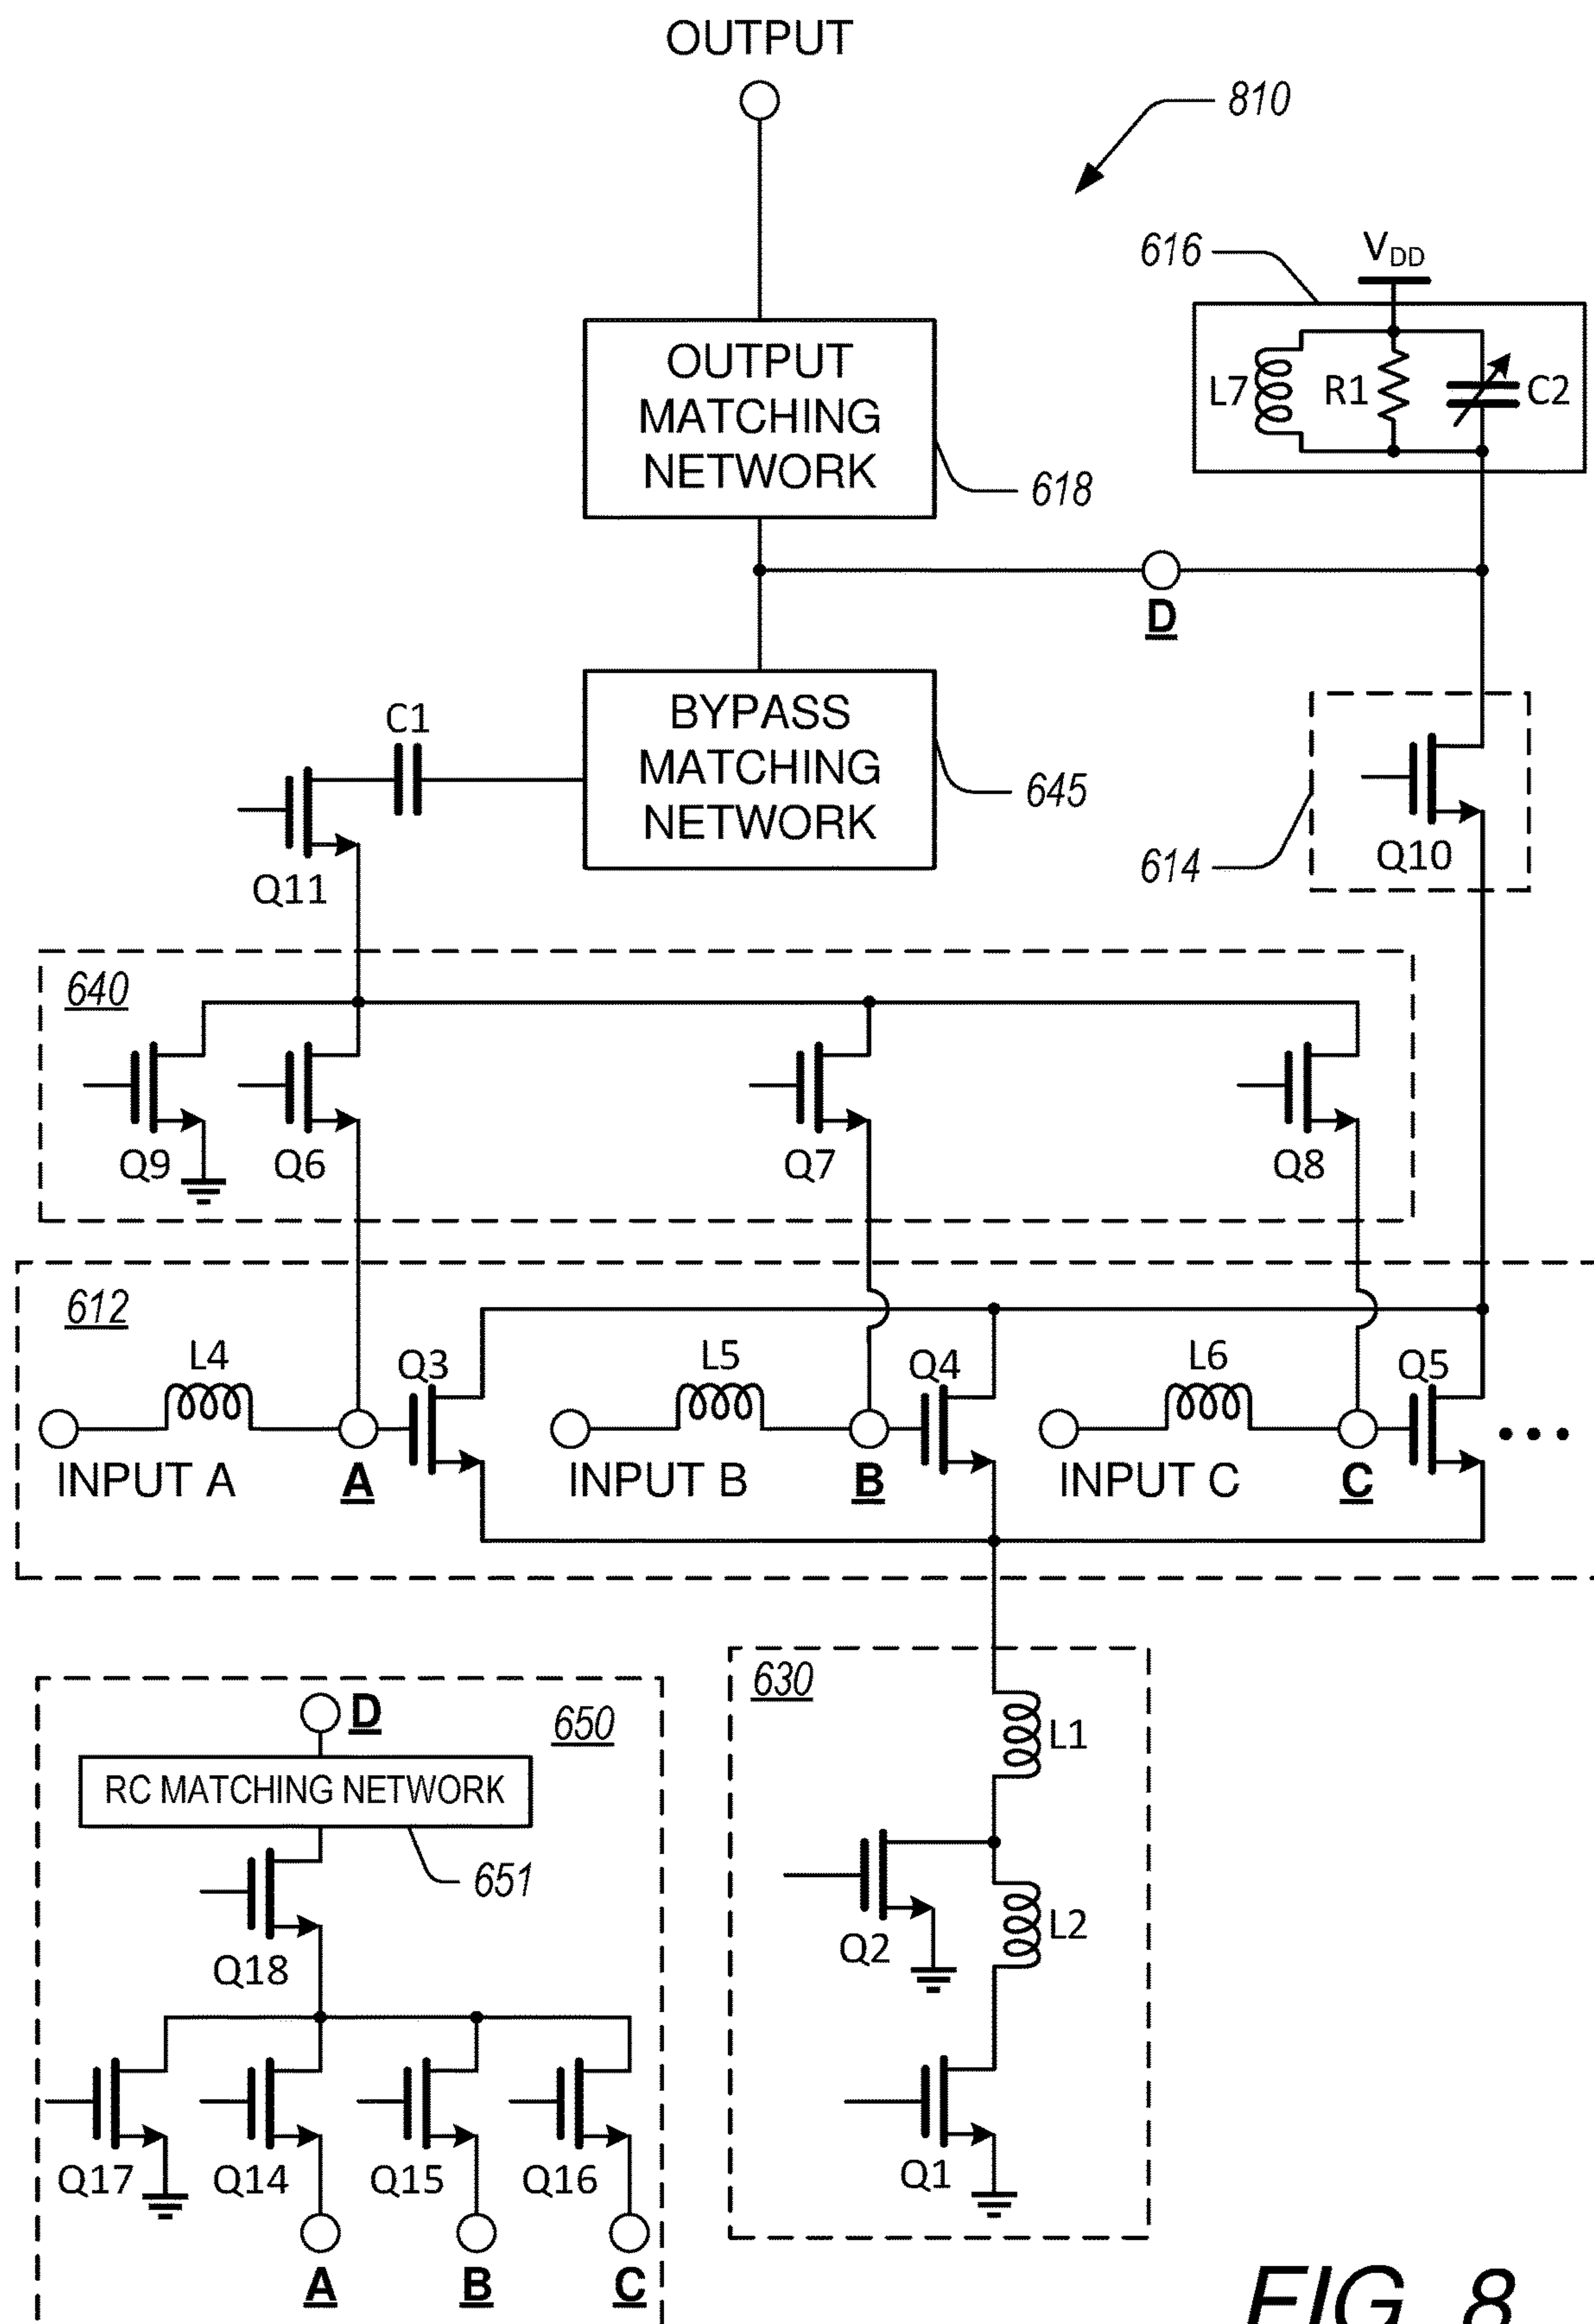 OUTPUT
810
616
VDD
OUTPUT
MATCHING
NETWORK
L7
R1
C2
618
D
C1
BYPASS
MATCHING
NETWORK
645
614
Q10
Q11
640
Q9
Q6
Q7
Q8
612
L4
Q3
L5
Q4
L6
Q5
...
INPUT A
A
INPUT B
B
INPUT C
C
630
D
650
L1
RC MATCHING NETWORK
651
Q18
Q2
L2
Q17
Q14
Q15
Q16
Q1
A
B
C
FIG. 8